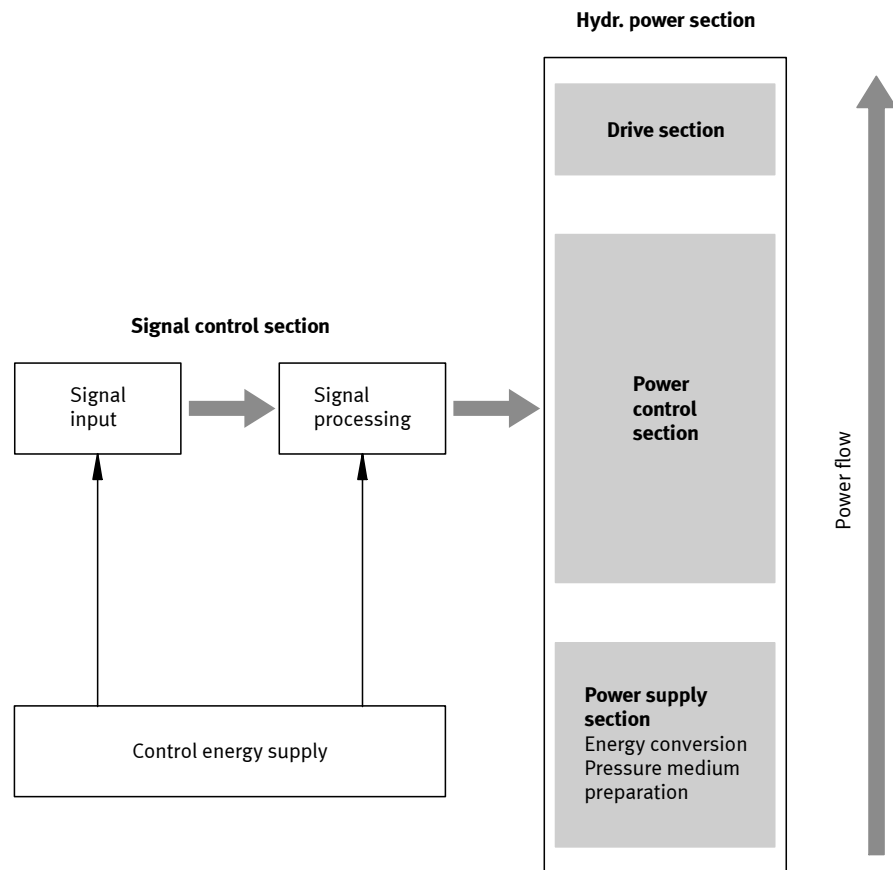 Hydr. power section
Drive section
Signal control section
Signal
input
Signal
processing
Power
control
section
Power flow
Power supply
section
Energy conversion
Pressure medium
preparation
Control energy supply